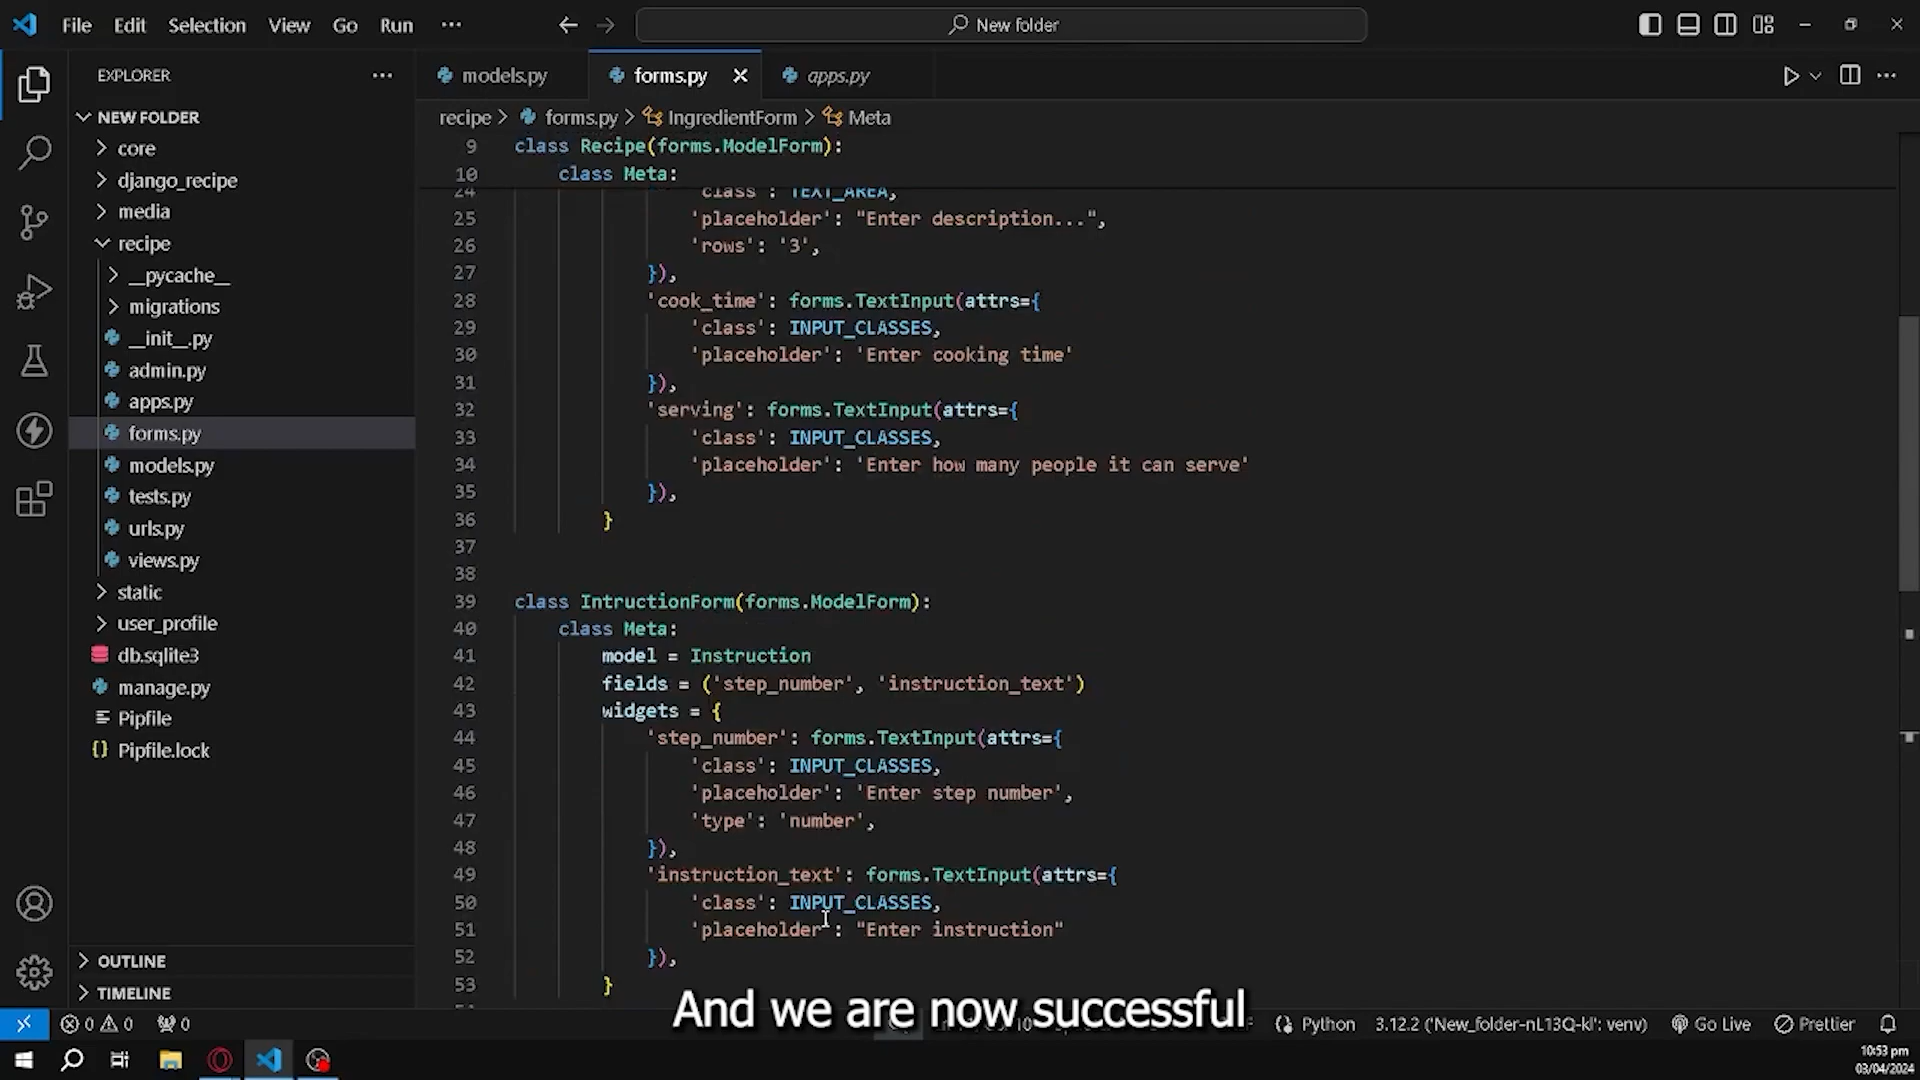 File Edit Selection View Go Run ··· New folder
EXPLORER ···
models.py forms.py apps.py
NEW FOLDER
core
django_recipe
media
recipe
__pycache__
migrations
__init__.py
admin.py
apps.py
forms.py
models.py
tests.py
urls.py
views.py
static
user_profile
db.sqlite3
manage.py
Pipfile
Pipfile.lock
OUTLINE
TIMELINE
recipe > forms.py > IngredientForm > Meta
9 class Recipe(forms.ModelForm):
10 class Meta:
24 'class': TEXT_AREA,
25 'placeholder': "Enter description...",
26 'rows': '3',
27 }),
28 'cook_time': forms.TextInput(attrs={
29 'class': INPUT_CLASSES,
30 'placeholder': 'Enter cooking time'
31 }),
32 'serving': forms.TextInput(attrs={
33 'class': INPUT_CLASSES,
34 'placeholder': 'Enter how many people it can serve'
35 }),
36 }
37
38
39 class IntructionForm(forms.ModelForm):
40 class Meta:
41 model = Instruction
42 fields = ('step_number', 'instruction_text')
43 widgets = {
44 'step_number': forms.TextInput(attrs={
45 'class': INPUT_CLASSES,
46 'placeholder': 'Enter step number',
47 'type': 'number',
48 }),
49 'instruction_text': forms.TextInput(attrs={
50 'class': INPUT_CLASSES,
51 'placeholder': "Enter instruction"
52 }),
53 }
And we are now successful
0 0 0 Python 3.12.2 ('New_folder-nL13Q-kl': venv) Go Live Prettier
10:53 pm
03/04/2024